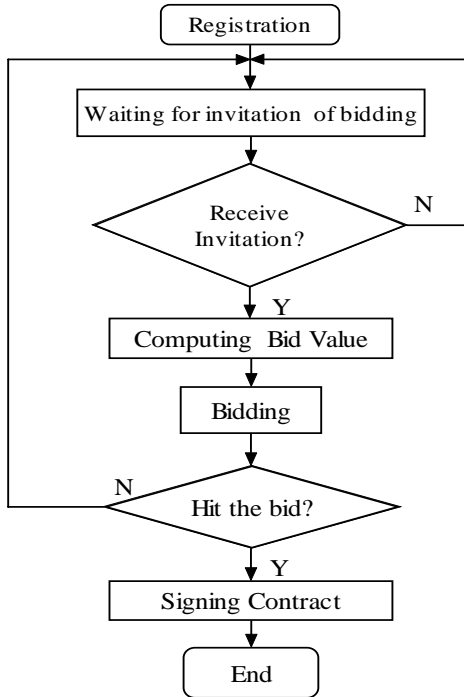 Registration
Waiting for invitation of bidding
Receive
Invitation?
N
Y
Computing Bid Value
Bidding
N
Hit the bid?
Y
Signing Contract
End